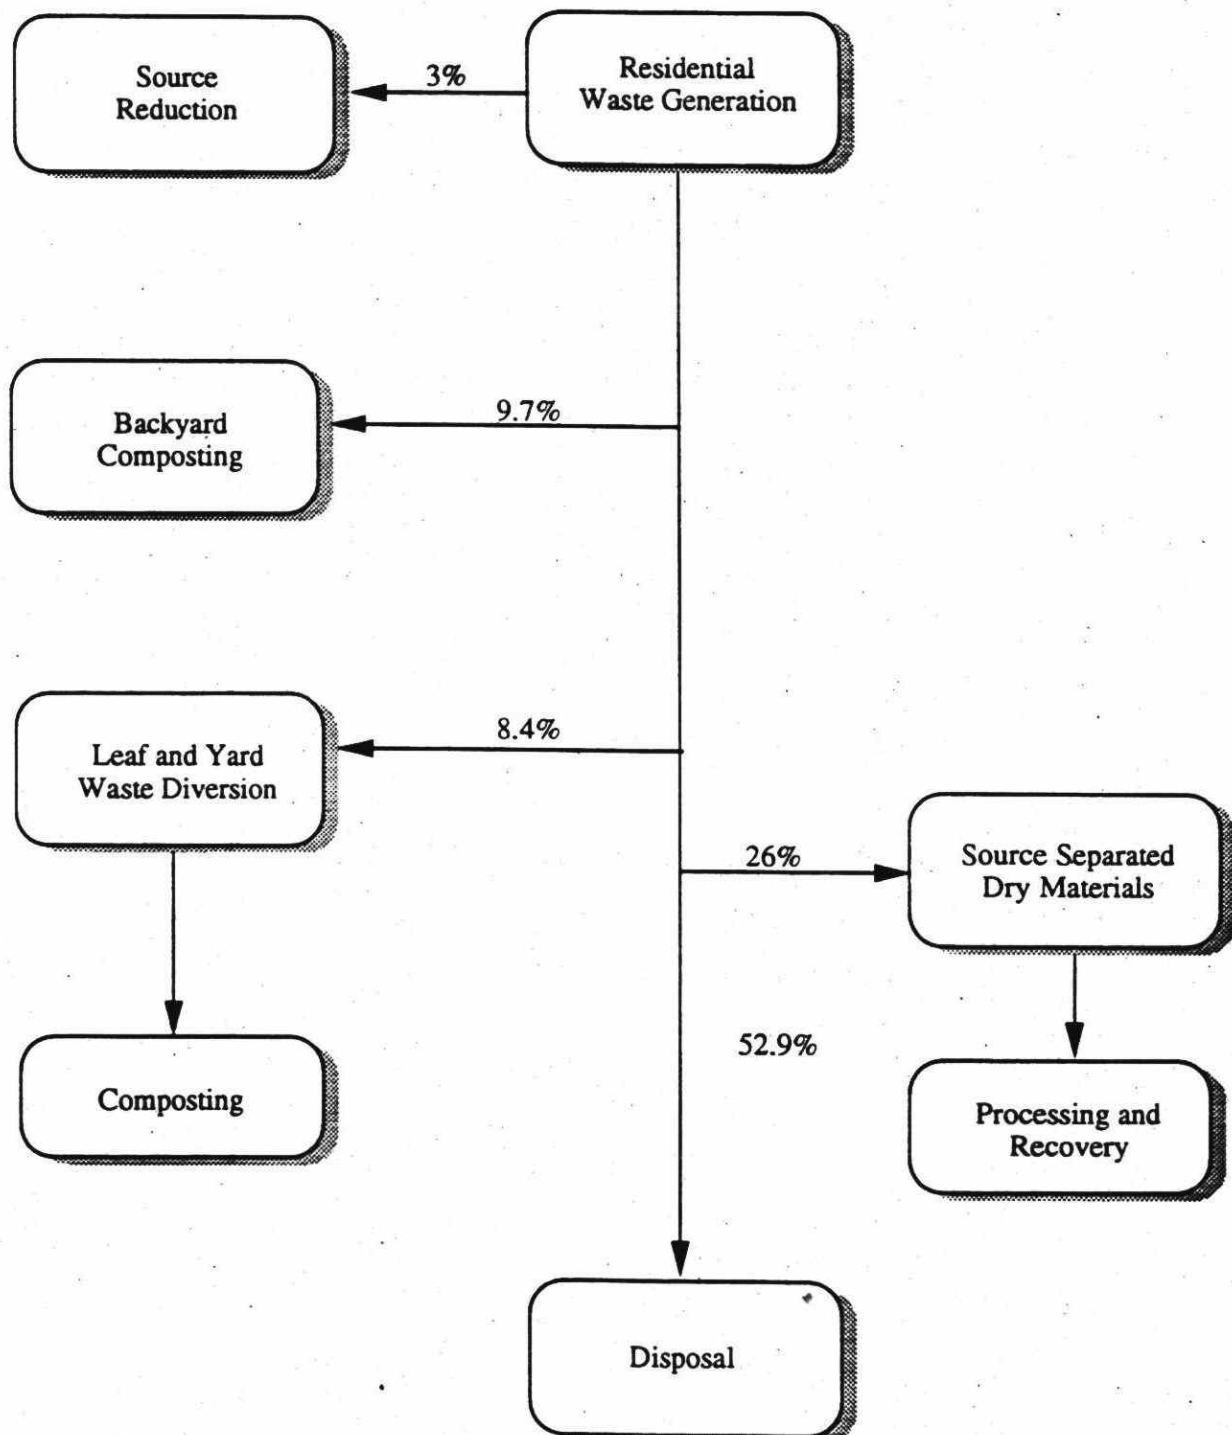 Source
Reduction
3%
Residential
Waste Generation
Backyard
Composting
9.7%
Leaf and Yard
Waste Diversion
8.4%
26%
Source Separated
Dry Materials
52.9%
Composting
Processing and
Recovery
Disposal